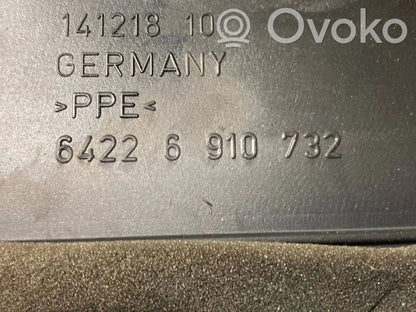 141218 10
Ovoko
GERMANY
>PPE<
6422 6 910 732